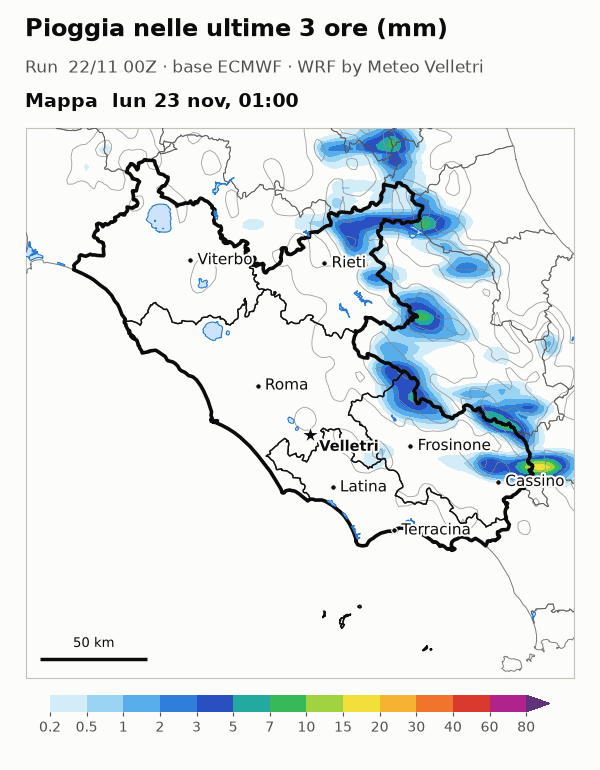 Pioggia nelle ultime 3 ore (mm)
Run  22/11 00Z · base ECMWF · WRF by Meteo Velletri
Mappa  lun 23 nov, 01:00
Viterbo
Rieti
Roma
Velletri
Frosinone
Cassino
Latina
Terracina
50 km
0.2 0.5 1 2 3 5 7 10 15 20 30 40 60 80